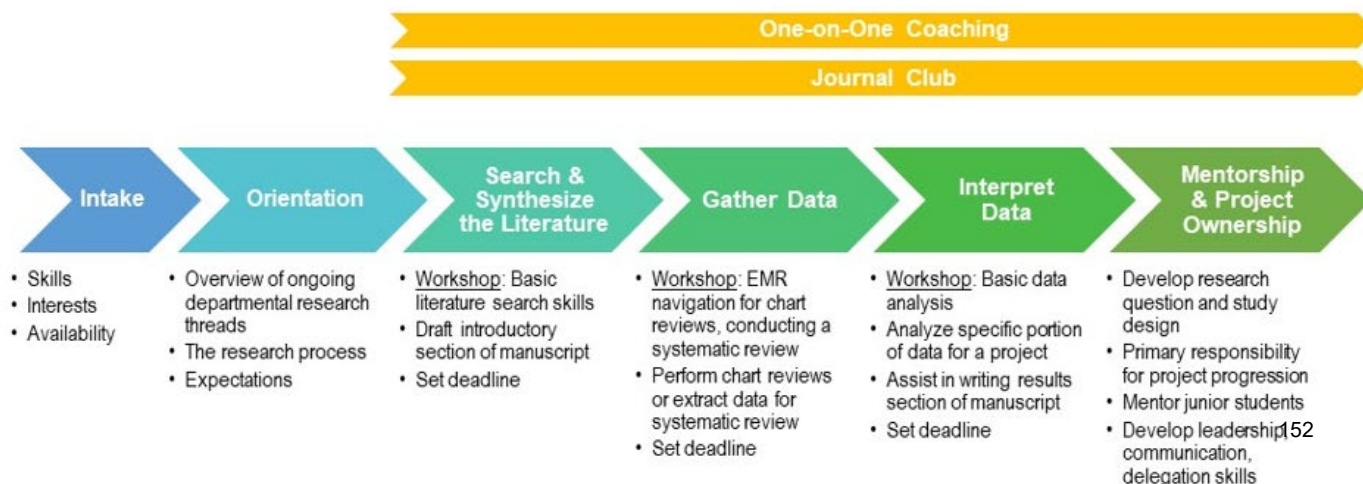 One-on-One Coaching
Journal Club
Intake
• Skills
• Interests
• Availability
Orientation
• Overview of ongoing
departmental research
threads
• The research process
• Expectations
Search &
Synthesize
the Literature
• Workshop: Basic
literature search skills
• Draft introductory
section of manuscript
• Set deadline
Gather Data
• Workshop: EMR
navigation for chart
reviews, conducting a
systematic review
• Perform chart reviews
or extract data for
systematic review
• Set deadline
Interpret
Data
• Workshop: Basic data
analysis
• Analyze specific portion
of data for a project
• Assist in writing results
section of manuscript
• Set deadline
Mentorship
& Project
Ownership
• Develop research
question and study
design
• Primary responsibility
for project progression
• Mentor junior students
• Develop leadership,
communication,
delegation skills
152